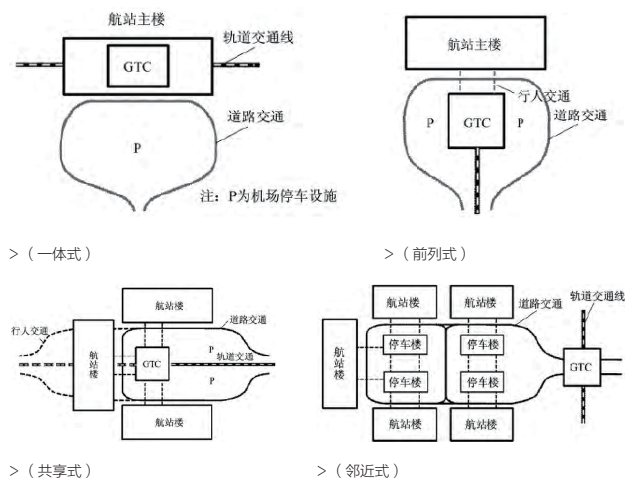 航站主楼
轨道交通线
GTC
道路交通
P
注：P为机场停车设施
>（一体式）
航站主楼
行人交通
P
GTC
P
道路交通
>（前列式）
航站楼
行人交通
道路交通
航站楼
P
GTC
轨道交通
P
航站楼
>（共享式）
航站楼
航站楼
道路交通
轨道交通线
停车楼
停车楼
航站楼
GTC
停车楼
停车楼
航站楼
航站楼
>（邻近式）